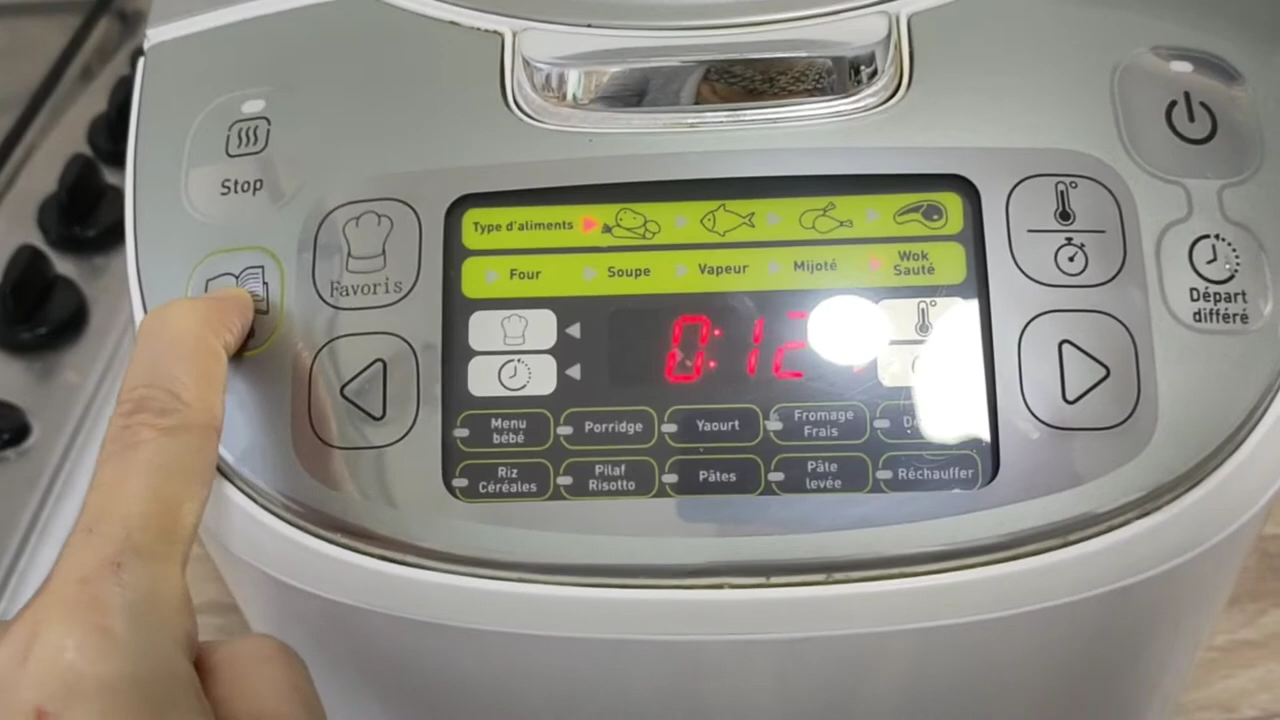 Stop
Favoris
Type d'aliments
Four
Soupe
Vapeur
Mijoté
Wok
Sauté
0:12
Départ
différé
Menu
bébé
Porridge
Yaourt
Fromage
Frais
Riz
Céréales
Pilaf
Risotto
Pâtes
Pâte
levée
Réchauffer